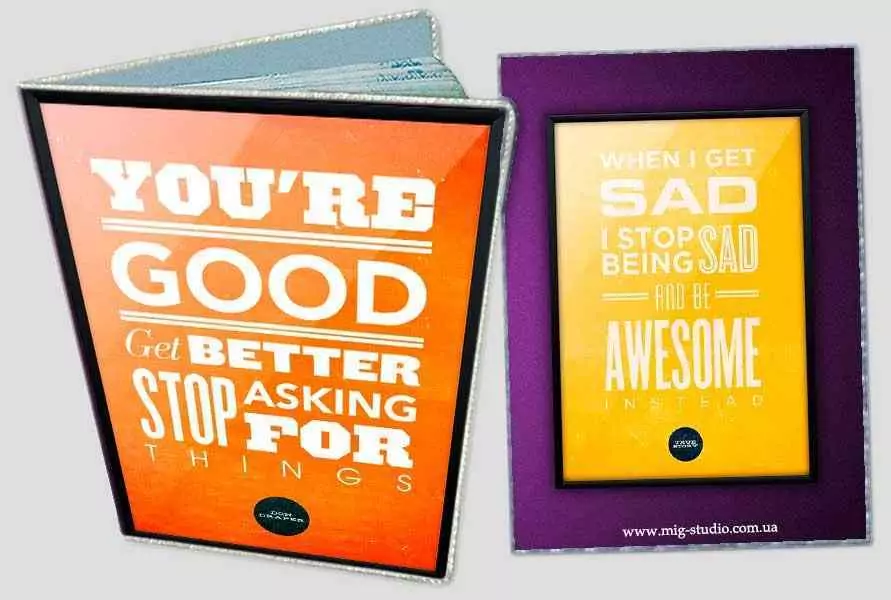 YOU'RE
GOOD
Get BETTER
STOP ASKING
FOR
THINGS
DON
DRAPER
WHEN I GET
SAD
I STOP
BEING SAD
AND BE
AWESOME
INSTEAD
TRUE
STORY
www.mig-studio.com.ua